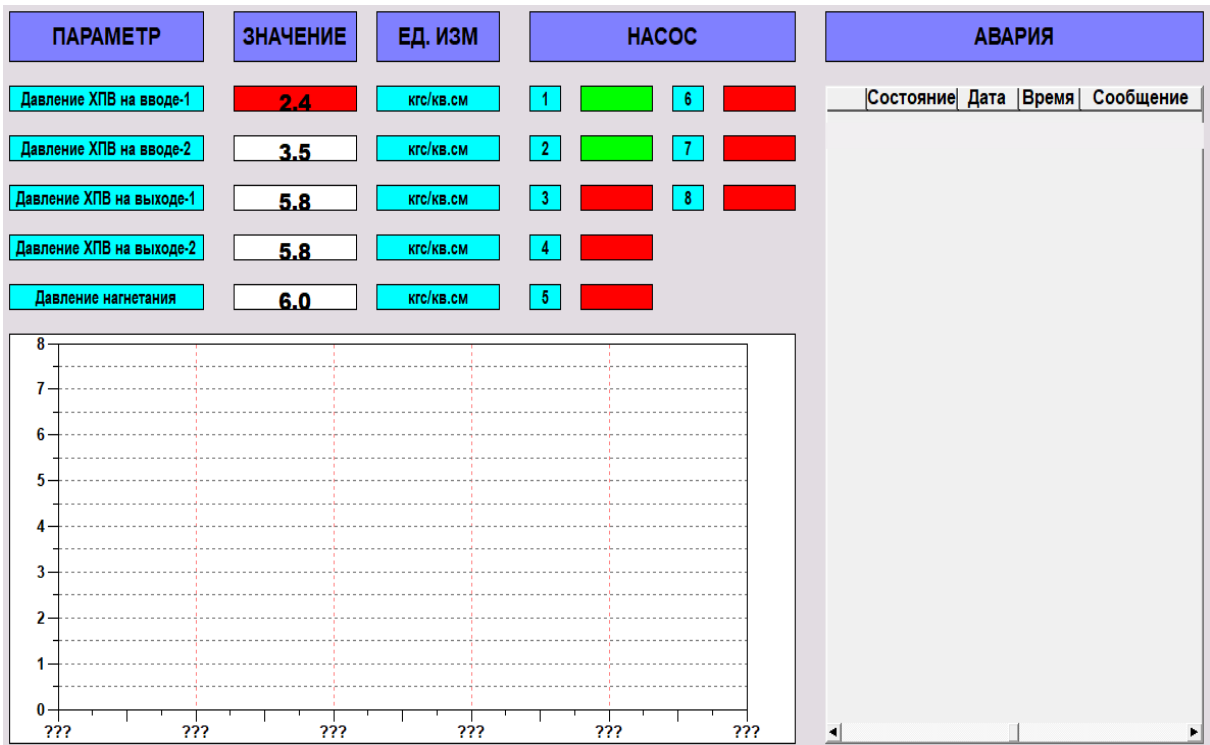 ПАРАМЕТР ЗНАЧЕНИЕ ЕД. ИЗМ НАСОС АВАРИЯ
Давление ХПВ на вводе-1 2.4 кгс/кв.см 1 6
Состояние Дата Время Сообщение
Давление ХПВ на вводе-2 3.5 кгс/кв.см 2 7
Давление ХПВ на выходе-1 5.8 кгс/кв.см 3 8
Давление ХПВ на выходе-2 5.8 кгс/кв.см 4
Давление нагнетания 6.0 кгс/кв.см 5
8
7
6
5
4
3
2
1
0
??? ??? ??? ??? ??? ???